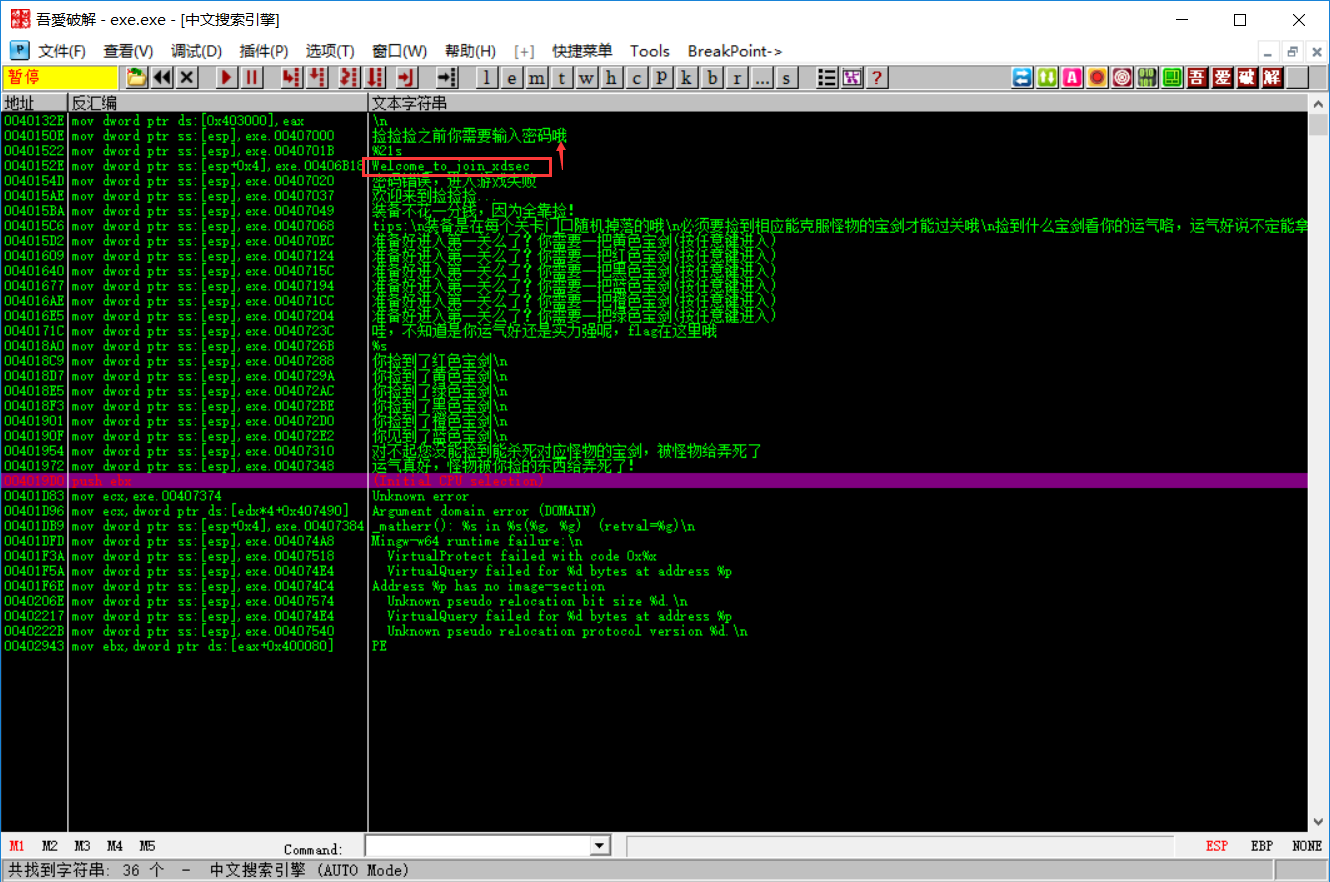 吾愛破解 - exe.exe - [中文搜索引擎]
文件(F) 查看(V) 调试(D) 插件(P) 选项(T) 窗口(W) 帮助(H) [+] 快捷菜单 Tools BreakPoint->
暂停 l e m t w h c P k b r ... s ? 吾 爱 破 解
地址 反汇编 文本字符串
0040132E mov dword ptr ds:[0x403000],eax \n
0040150E mov dword ptr ss:[esp],exe.00407000 捡捡捡之前你需要输入密码哦
00401522 mov dword ptr ss:[esp],exe.0040701B %21s
0040152E mov dword ptr ss:[esp+0x4],exe.00406B18 Welcome_to_join_xdsec
0040154D mov dword ptr ss:[esp],exe.00407020 密码错误，进入游戏失败
004015AE mov dword ptr ss:[esp],exe.00407037 欢迎来到捡捡捡...
004015BA mov dword ptr ss:[esp],exe.00407049 装备不花一分钱，因为全靠捡！
004015C6 mov dword ptr ss:[esp],exe.00407068 tips:\n装备是在每个关卡门口随机掉落的哦\n必须要捡到相应能克服怪物的宝剑才能过关哦\n捡到什么宝剑看你的运气咯，运气好说不定能拿
004015D2 mov dword ptr ss:[esp],exe.004070EC 准备好进入第一关么了？你需要一把黄色宝剑(按任意键进入)
00401609 mov dword ptr ss:[esp],exe.00407124 准备好进入第一关么了？你需要一把红色宝剑(按任意键进入)
00401640 mov dword ptr ss:[esp],exe.0040715C 准备好进入第一关么了？你需要一把黑色宝剑(按任意键进入)
00401677 mov dword ptr ss:[esp],exe.00407194 准备好进入第一关么了？你需要一把蓝色宝剑(按任意键进入)
004016AE mov dword ptr ss:[esp],exe.004071CC 准备好进入第一关么了？你需要一把橙色宝剑(按任意键进入)
004016E5 mov dword ptr ss:[esp],exe.00407204 准备好进入第一关么了？你需要一把绿色宝剑(按任意键进入)
0040171C mov dword ptr ss:[esp],exe.0040723C 哇，不知道是你运气好还是实力强呢，flag在这里哦
004018A0 mov dword ptr ss:[esp],exe.0040726B %s
004018C9 mov dword ptr ss:[esp],exe.00407288 你捡到了红色宝剑\n
004018D7 mov dword ptr ss:[esp],exe.0040729A 你捡到了黄色宝剑\n
004018E5 mov dword ptr ss:[esp],exe.004072AC 你捡到了绿色宝剑\n
004018F3 mov dword ptr ss:[esp],exe.004072BE 你捡到了黑色宝剑\n
00401901 mov dword ptr ss:[esp],exe.004072D0 你捡到了橙色宝剑\n
0040190F mov dword ptr ss:[esp],exe.004072E2 你见到了蓝色宝剑\n
00401954 mov dword ptr ss:[esp],exe.00407310 对不起您没能捡到能杀死对应怪物的宝剑，被怪物给弄死了
00401972 mov dword ptr ss:[esp],exe.00407348 运气真好，怪物被你捡的东西给弄死了！
004019D0 push ebx (Initial CPU selection)
00401D83 mov ecx,exe.00407374 Unknown error
00401D96 mov ecx,dword ptr ds:[edx*4+0x407490] Argument domain error (DOMAIN)
00401DB9 mov dword ptr ss:[esp+0x4],exe.00407384 _matherr(): %s in %s(%g, %g)  (retval=%g)\n
00401DFD mov dword ptr ss:[esp],exe.004074A8 Mingw-w64 runtime failure:\n
00401F3A mov dword ptr ss:[esp],exe.00407518 VirtualProtect failed with code 0x%x
00401F5A mov dword ptr ss:[esp],exe.004074E4 VirtualQuery failed for %d bytes at address %p
00401F6E mov dword ptr ss:[esp],exe.004074C4 Address %p has no image-section
0040206E mov dword ptr ss:[esp],exe.00407574 Unknown pseudo relocation bit size %d.\n
00402217 mov dword ptr ss:[esp],exe.004074E4 VirtualQuery failed for %d bytes at address %p
0040222B mov dword ptr ss:[esp],exe.00407540 Unknown pseudo relocation protocol version %d.\n
00402943 mov ebx,dword ptr ds:[eax+0x400080] PE
M1 M2 M3 M4 M5 Command: ESP EBP NONE
共找到字符串: 36 个 - 中文搜索引擎 (AUTO Mode)